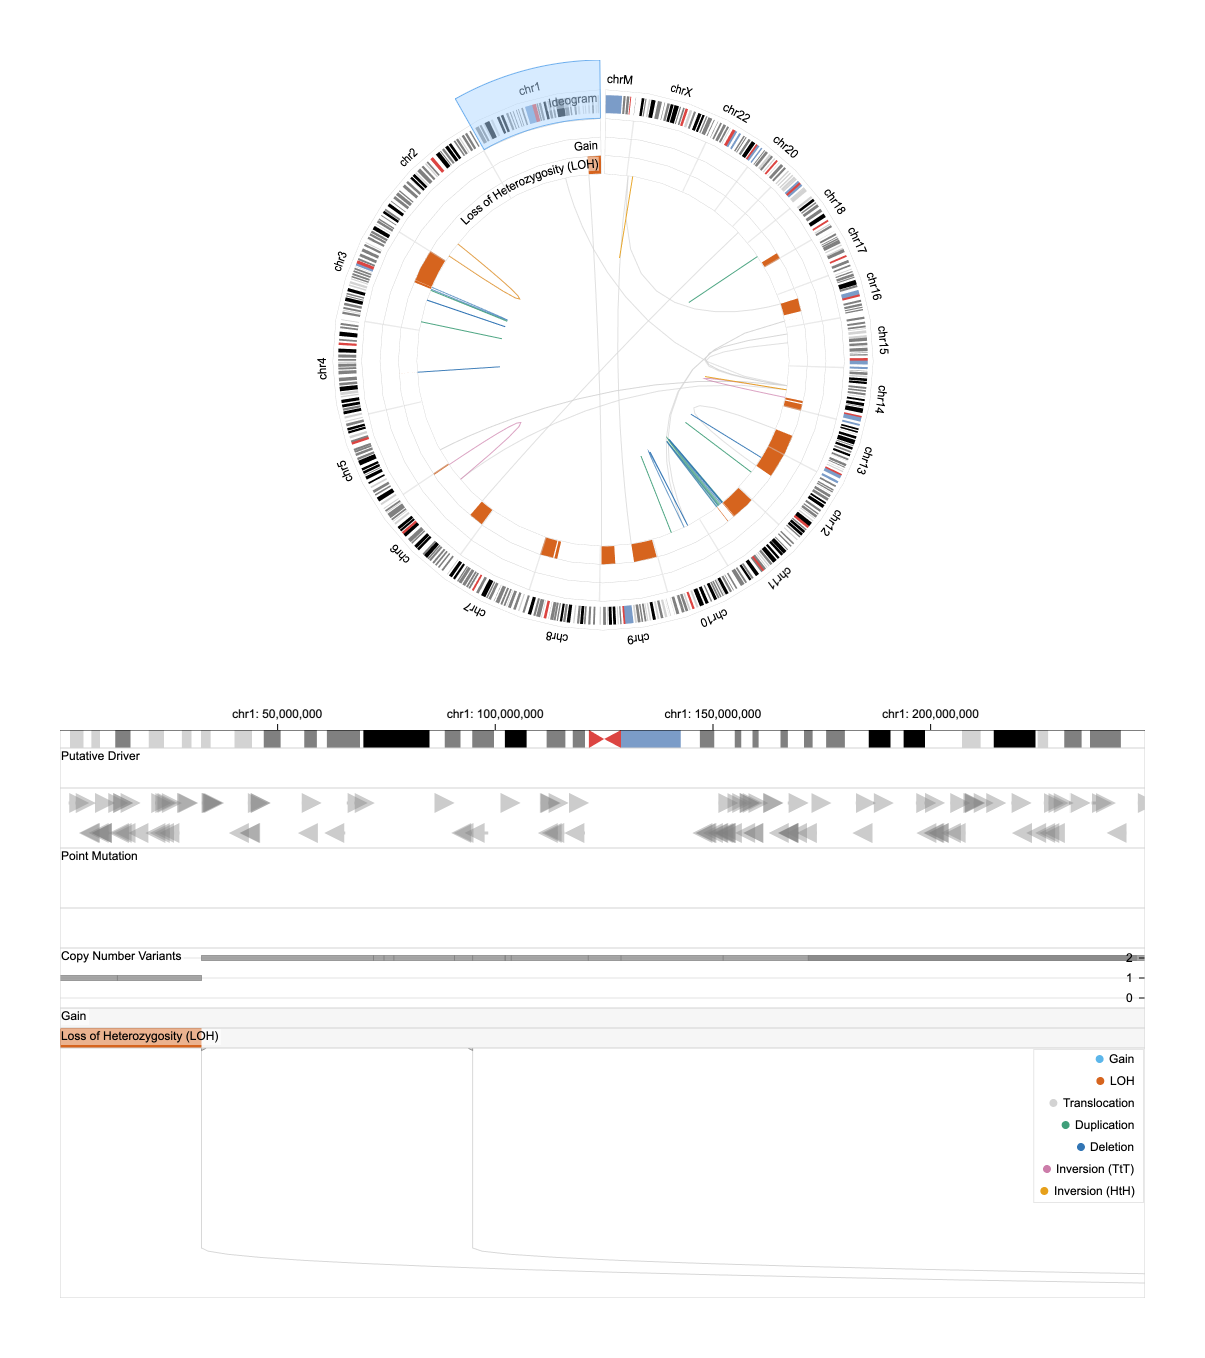 chrM
chrX
chr22
chr20
chr18
chr17
chr16
chr15
chr14
chr13
chr12
chr11
chr10
chr9
chr8
chr7
chr6
chr5
chr4
chr3
chr2
chr1
Ideogram
Gain
Loss of Heterozygosity (LOH)
chr1: 50,000,000
chr1: 100,000,000
chr1: 150,000,000
chr1: 200,000,000
Putative Driver
Point Mutation
Copy Number Variants
2
1
0
Gain
Loss of Heterozygosity (LOH)
Gain
LOH
Translocation
Duplication
Deletion
Inversion (TtT)
Inversion (HtH)